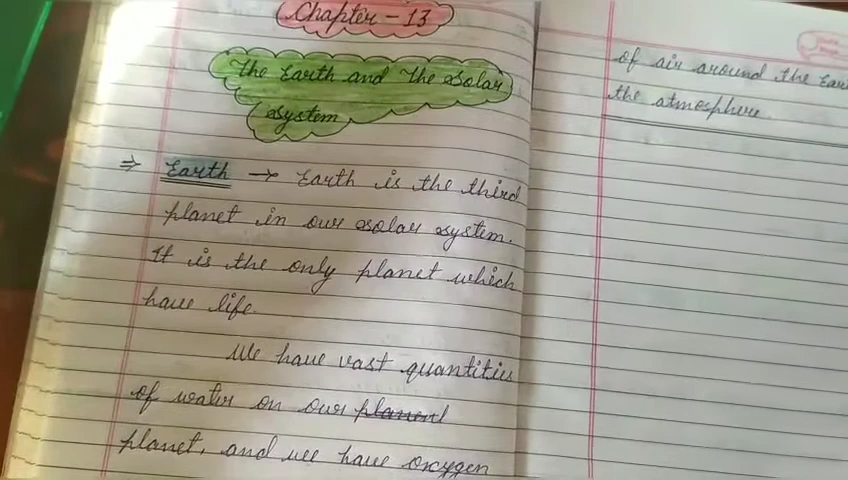 Chapter - 13
The Earth and The Solar
System
⇒ Earth → Earth is the third
planet in our solar system.
It is the only planet which
have life.
We have vast quantities
of water on our planent
planet, and we have oxygen
of air around the Ear
the atmosphere.